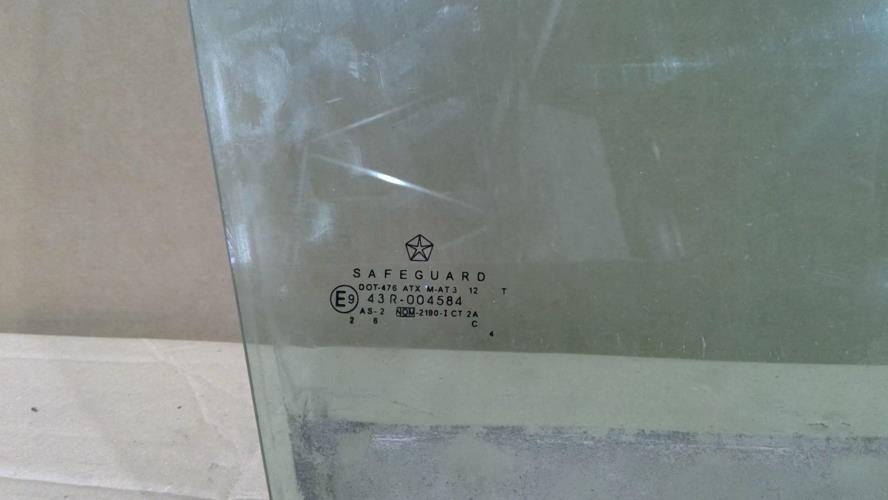 SAFEGUARD
DOT-476 ATX M-AT3 12 T
E9 43R-004584
AS-2 NOM-2190-I CT 2A
2 6 C
4